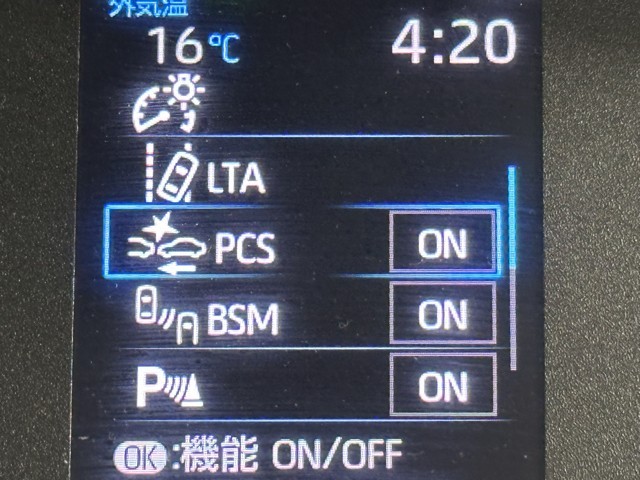 外気温
16℃ 4:20
LTA
PCS ON
BSM ON
P ON
OK:機能 ON/OFF